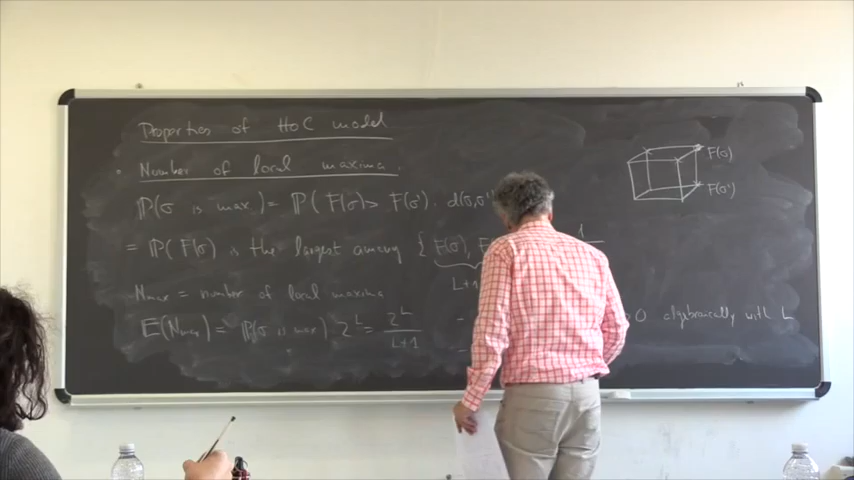 Properties of HoC model
• Number of local maxima.
F(σ)
F(σ')
P(σ is max.) = P( F(σ) > F(σ'). d(σ,σ'
= P( F(σ) is the largest among { F(σ), F 1
L+1
N_max = number of local maxima
0 algebraically with L
E(N_max) = P(σ is max) 2^L = 2^L / L+1